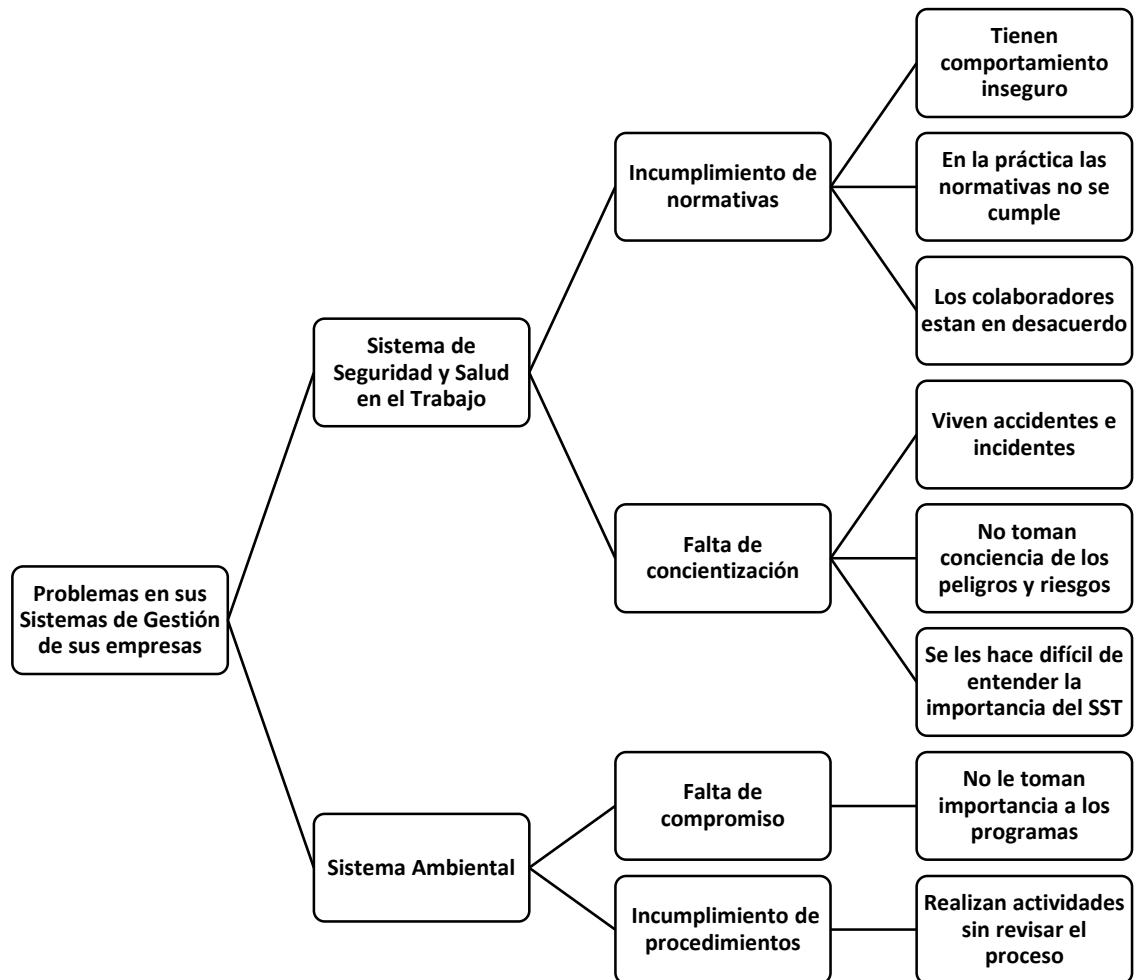 Problemas en sus
Sistemas de Gestión
de sus empresas
Sistema de
Seguridad y Salud
en el Trabajo
Incumplimiento de
normativas
Tienen
comportamiento
inseguro
En la práctica las
normativas no se
cumple
Los colaboradores
estan en desacuerdo
Falta de
concientización
Viven accidentes e
incidentes
No toman
conciencia de los
peligros y riesgos
Se les hace difícil de
entender la
importancia del SST
Sistema Ambiental
Falta de
compromiso
No le toman
importancia a los
programas
Incumplimiento de
procedimientos
Realizan actividades
sin revisar el
proceso